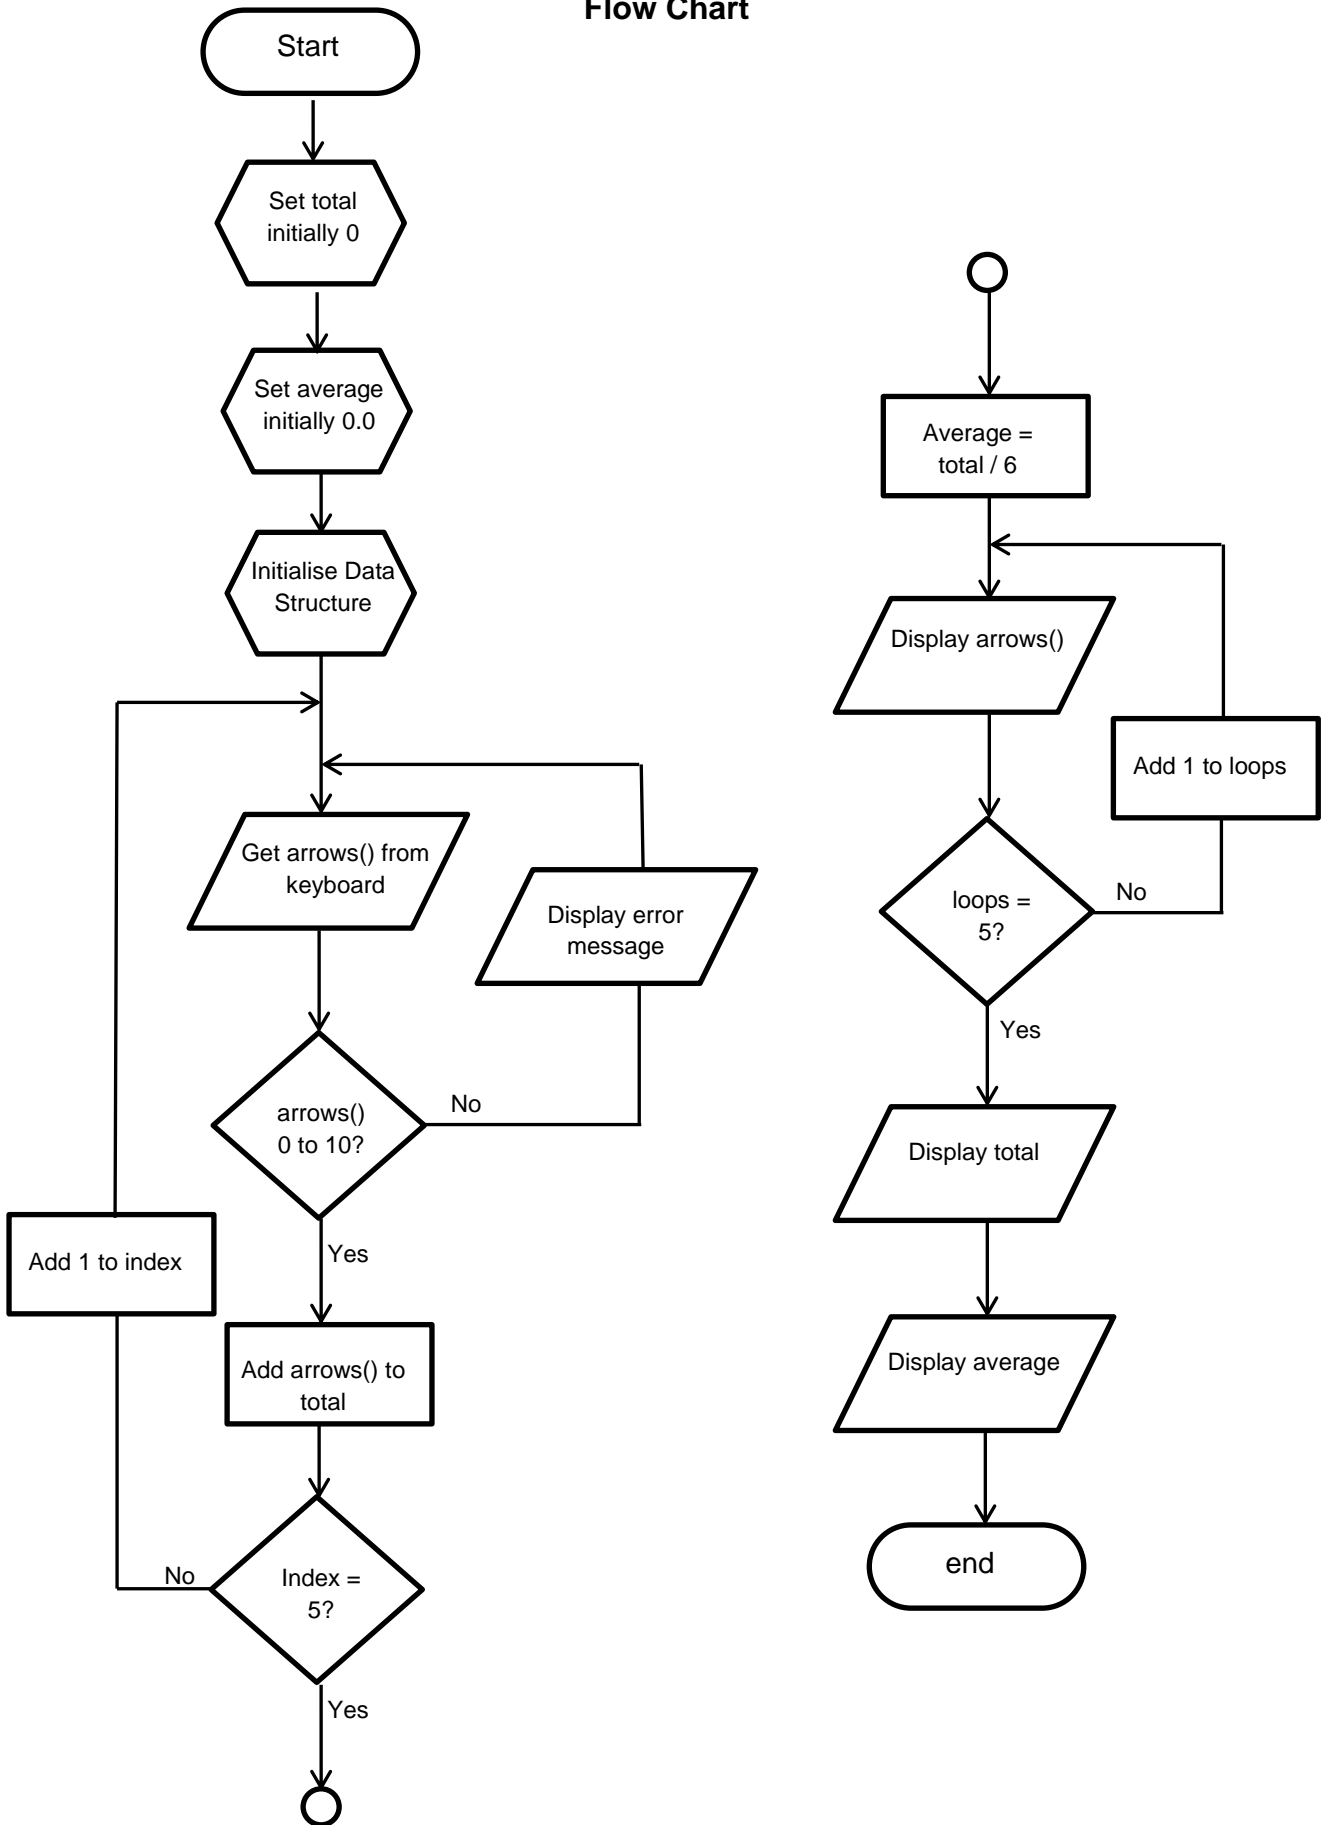 Flow Chart
Start
Set total
initially 0
Set average
initially 0.0
Initialise Data
Structure
Get arrows() from
keyboard
Display error
message
arrows()
0 to 10?
No
Yes
Add 1 to index
Add arrows() to
total
Index =
5?
No
Yes
Average =
total / 6
Display arrows()
Add 1 to loops
loops =
5?
No
Yes
Display total
Display average
end